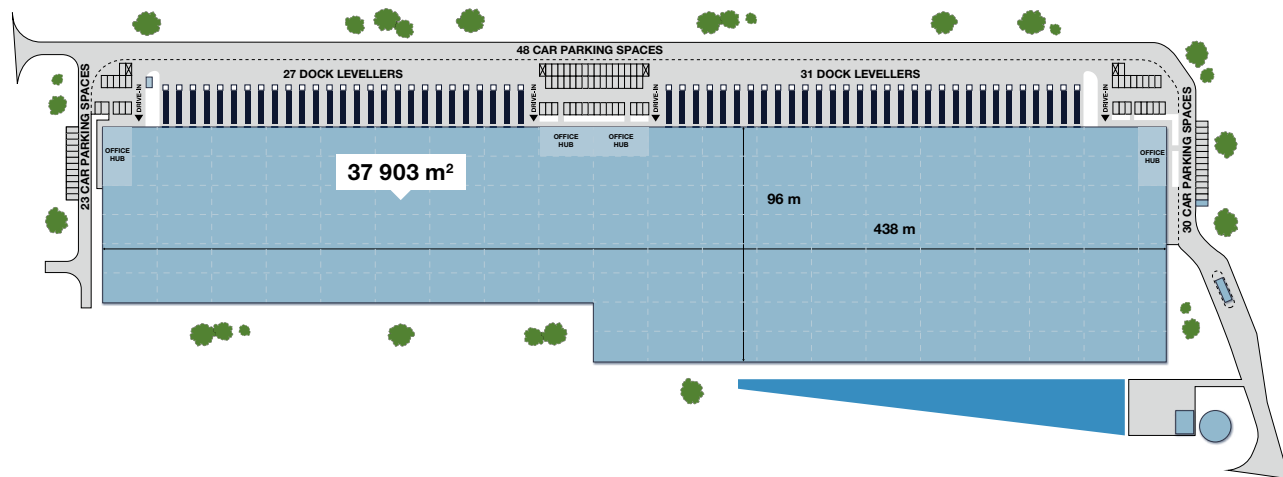 48 CAR PARKING SPACES
27 DOCK LEVELLERS
31 DOCK LEVELLERS
23 CAR PARKING SPACES
DRIVE-IN
DRIVE-IN
DRIVE-IN
DRIVE-IN
30 CAR PARKING SPACES
OFFICE
HUB
OFFICE
HUB
OFFICE
HUB
OFFICE
HUB
37 903 m²
96 m
438 m